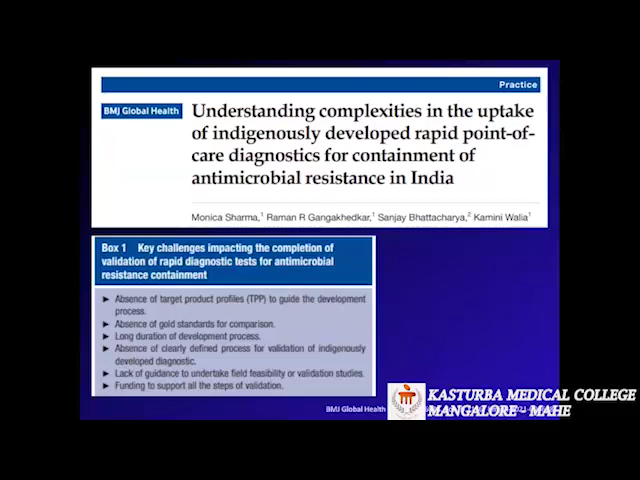 Practice
BMJ Global Health
Understanding complexities in the uptake
of indigenously developed rapid point-of-
care diagnostics for containment of
antimicrobial resistance in India
Monica Sharma,¹ Raman R Gangakhedkar,¹ Sanjay Bhattacharya,² Kamini Walia¹
Box 1 Key challenges impacting the completion of
validation of rapid diagnostic tests for antimicrobial
resistance containment
► Absence of target product profiles (TPP) to guide the development
process.
► Absence of gold standards for comparison.
► Long duration of development process.
► Absence of clearly defined process for validation of indigenously
developed diagnostic.
► Lack of guidance to undertake field feasibility or validation studies.
► Funding to support all the steps of validation.
BMJ Global Health
KASTURBA MEDICAL COLLEGE
MANGALORE - MAHE